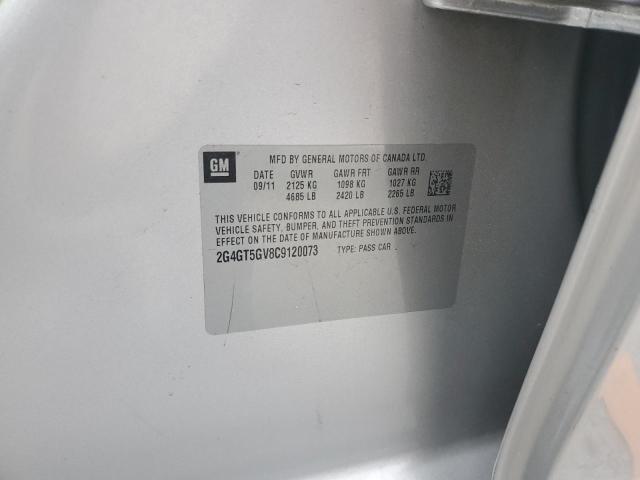 GM
MFD BY GENERAL MOTORS OF CANADA LTD.
DATE GVWR GAWR FRT GAWR RR
09/11 2125 KG 1098 KG 1027 KG
4685 LB 2420 LB 2265 LB
THIS VEHICLE CONFORMS TO ALL APPLICABLE U.S. FEDERAL MOTOR
VEHICLE SAFETY, BUMPER, AND THEFT PREVENTION STANDARDS IN
EFFECT ON THE DATE OF MANUFACTURE SHOWN ABOVE.
2G4GT5GV8C9120073 TYPE: PASS CAR